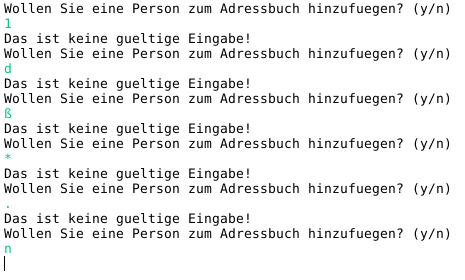 Wollen Sie eine Person zum Adressbuch hinzufuegen? (y/n)
1
Das ist keine gueltige Eingabe!
Wollen Sie eine Person zum Adressbuch hinzufuegen? (y/n)
d
Das ist keine gueltige Eingabe!
Wollen Sie eine Person zum Adressbuch hinzufuegen? (y/n)
ß
Das ist keine gueltige Eingabe!
Wollen Sie eine Person zum Adressbuch hinzufuegen? (y/n)
*
Das ist keine gueltige Eingabe!
Wollen Sie eine Person zum Adressbuch hinzufuegen? (y/n)
.
Das ist keine gueltige Eingabe!
Wollen Sie eine Person zum Adressbuch hinzufuegen? (y/n)
n